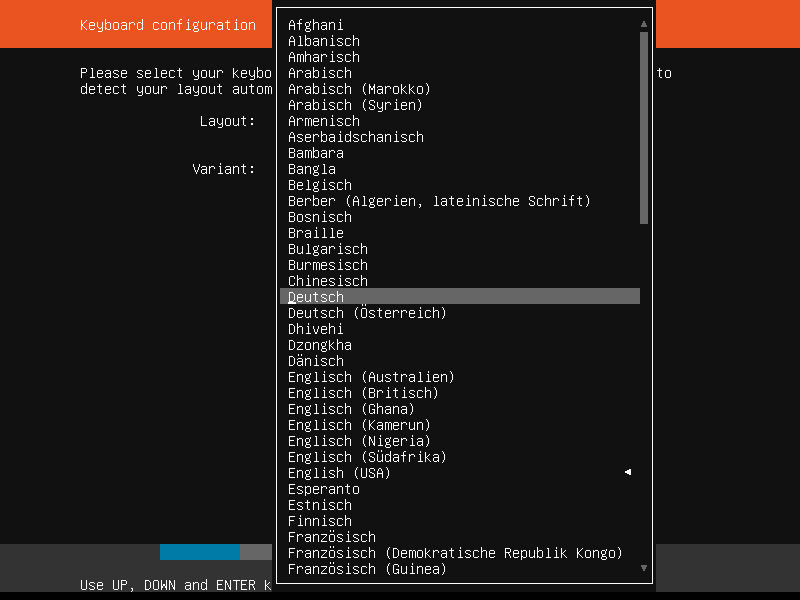 Keyboard configuration
Please select your keybo
to
detect your layout autom
Layout:
Variant:
Afghani
Albanisch
Amharisch
Arabisch
Arabisch (Marokko)
Arabisch (Syrien)
Armenisch
Aserbaidschanisch
Bambara
Bangla
Belgisch
Berber (Algerien, lateinische Schrift)
Bosnisch
Braille
Bulgarisch
Burmesisch
Chinesisch
Deutsch
Deutsch (Österreich)
Dhivehi
Dzongkha
Dänisch
Englisch (Australien)
Englisch (Britisch)
Englisch (Ghana)
Englisch (Kamerun)
Englisch (Nigeria)
Englisch (Südafrika)
English (USA)
Esperanto
Estnisch
Finnisch
Französisch
Französisch (Demokratische Republik Kongo)
Französisch (Guinea)
Use UP, DOWN and ENTER k